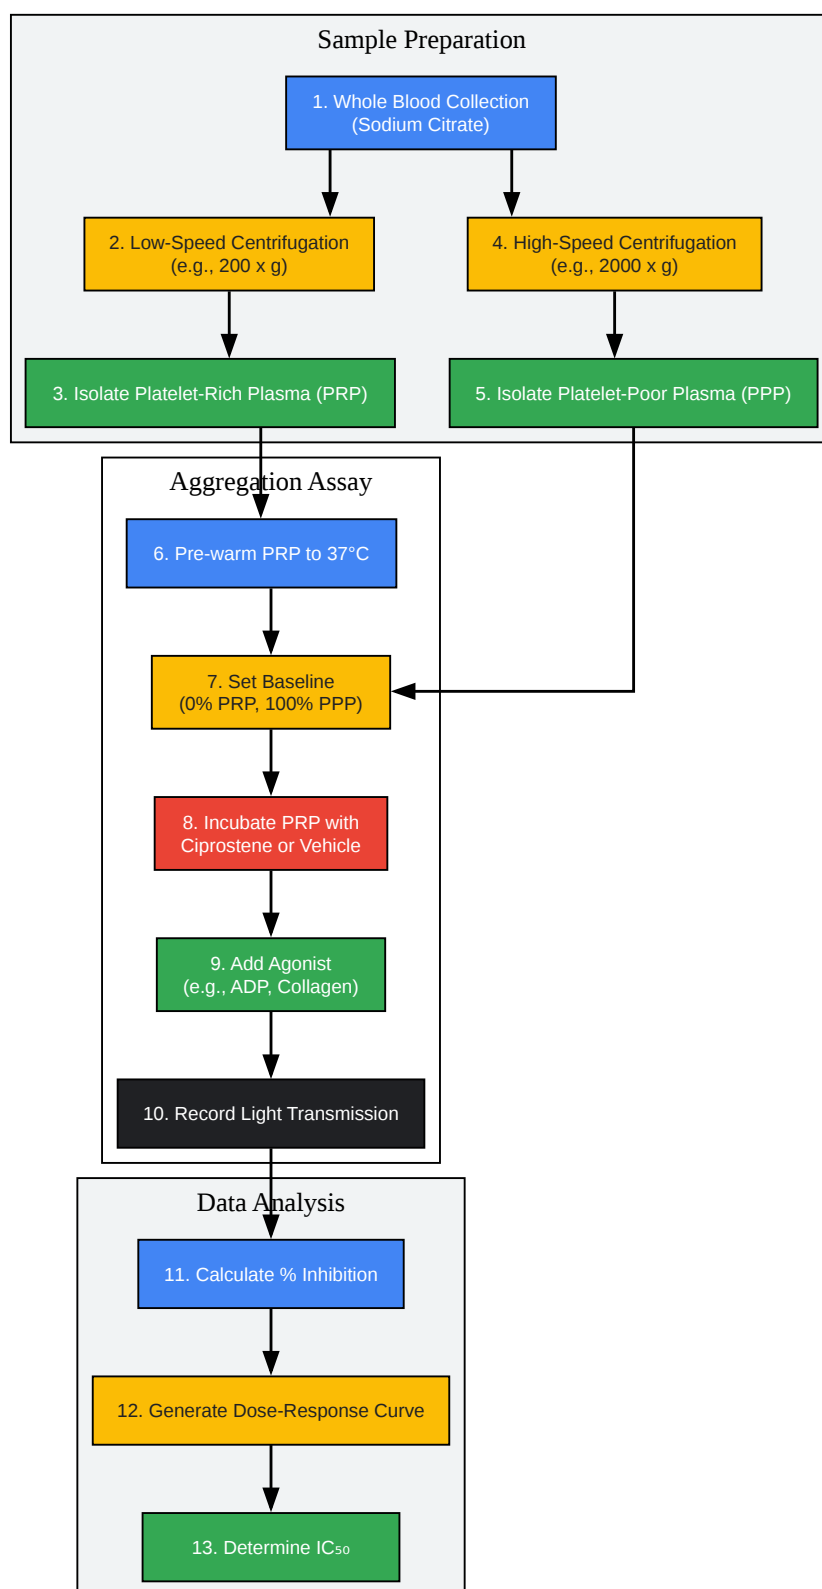 Sample Preparation
1. Whole Blood Collection
(Sodium Citrate)
2. Low-Speed Centrifugation
(e.g., 200 x g)
4. High-Speed Centrifugation
(e.g., 2000 x g)
3. Isolate Platelet-Rich Plasma (PRP)
5. Isolate Platelet-Poor Plasma (PPP)
Aggregation Assay
6. Pre-warm PRP to 37°C
7. Set Baseline
(0% PRP, 100% PPP)
8. Incubate PRP with
Ciprostene or Vehicle
9. Add Agonist
(e.g., ADP, Collagen)
10. Record Light Transmission
Data Analysis
11. Calculate % Inhibition
12. Generate Dose-Response Curve
13. Determine IC₅₀